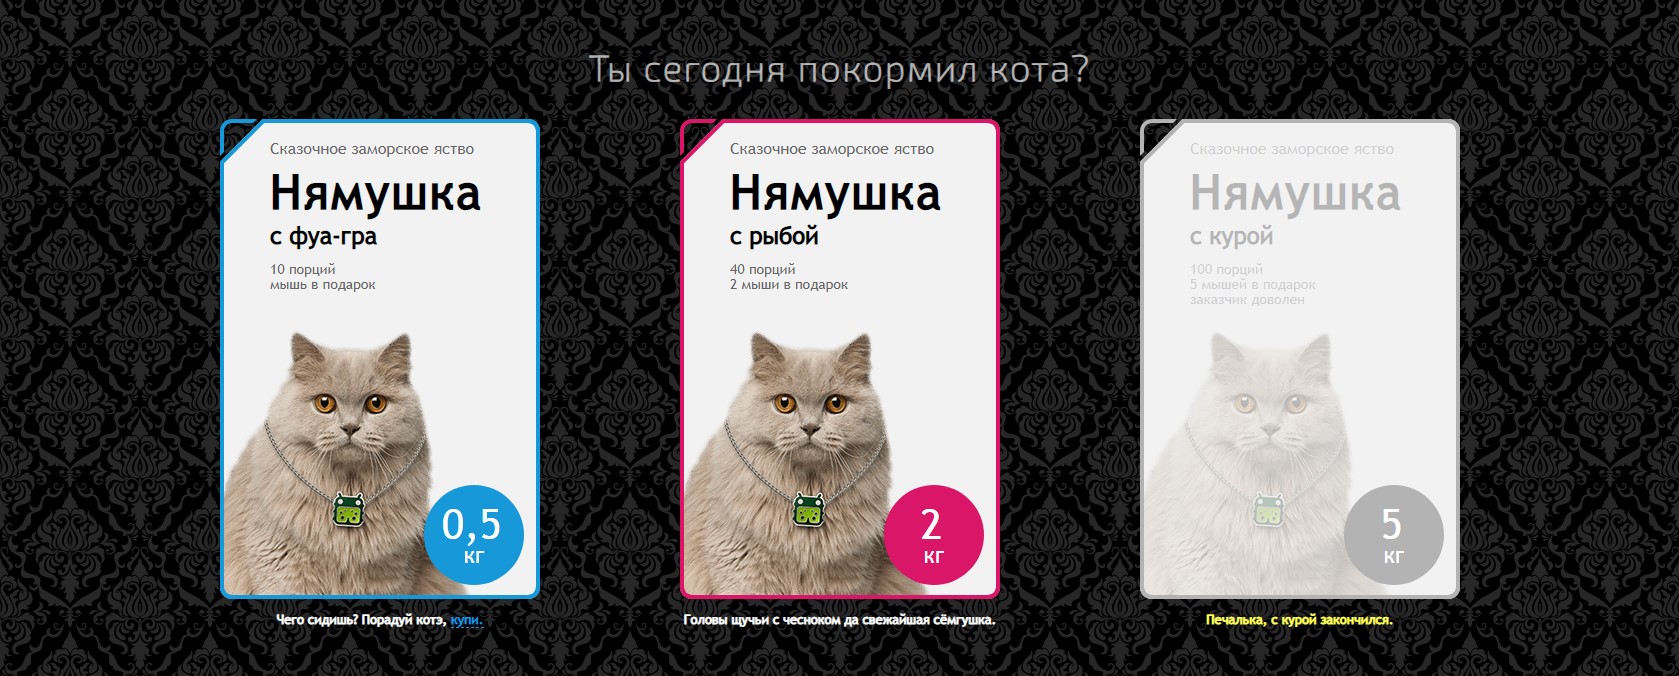 Ты сегодня покормил кота?
Сказочное заморское яство
Нямушка
с фуа-гра
10 порций
мышь в подарок
0,5
кг
Чего сидишь? Порадуй котэ, купи.
Сказочное заморское яство
Нямушка
с рыбой
40 порций
2 мыши в подарок
2
кг
Головы щучьи с чесноком да свежайшая сёмгушка.
Сказочное заморское яство
Нямушка
с курой
100 порций
5 мышей в подарок
заказчик доволен
5
кг
Печалька, с курой закончился.